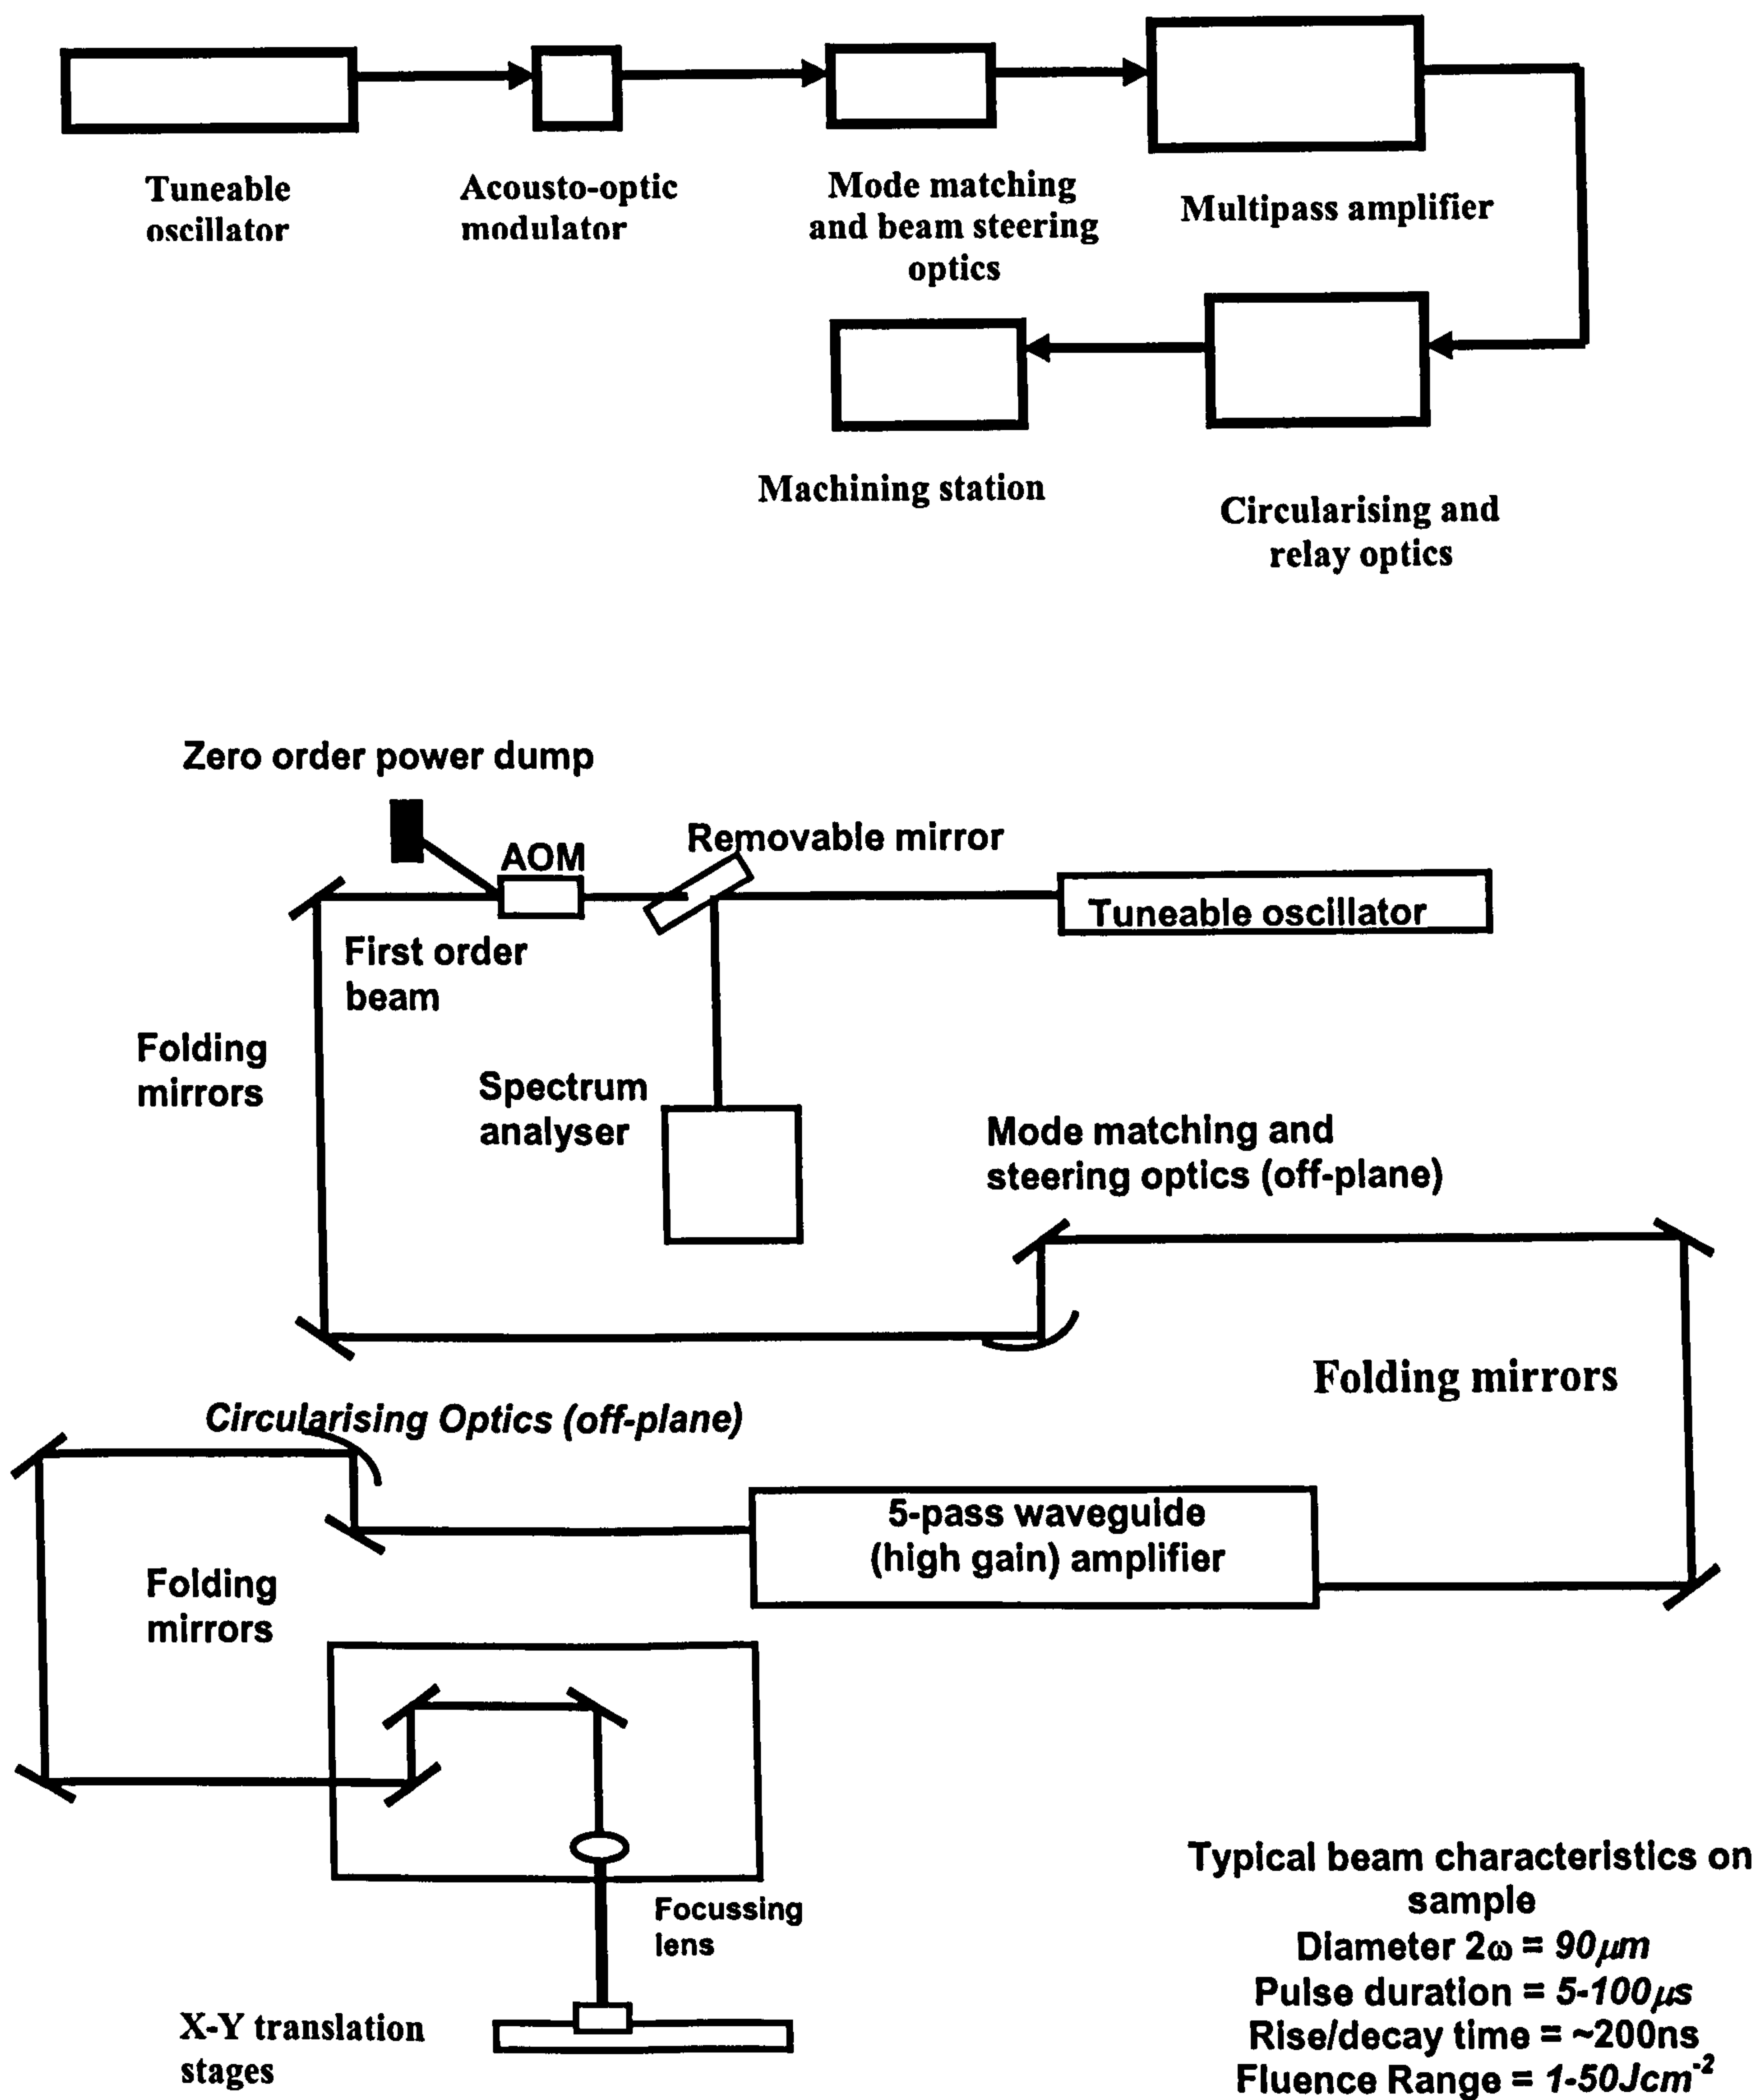 Tuneable
oscillator
Acousto-optic
modulator
Mode matching
and beam steering
optics
Multipass amplifier
Machining station
Circularising and
relay optics
Zero order power dump
AOM
Removable mirror
Tuneable oscillator
First order
beam
Folding
mirrors
Spectrum
analyser
Mode matching and
steering optics (off-plane)
Folding mirrors
Circularising Optics (off-plane)
5-pass waveguide
(high gain) amplifier
Folding
mirrors
Focussing
lens
X-Y translation
stages
Typical beam characteristics on
sample
Diameter 2ω = 90μm
Pulse duration = 5-100μs
Rise/decay time = ~200ns
Fluence Range = 1-50Jcm⁻²